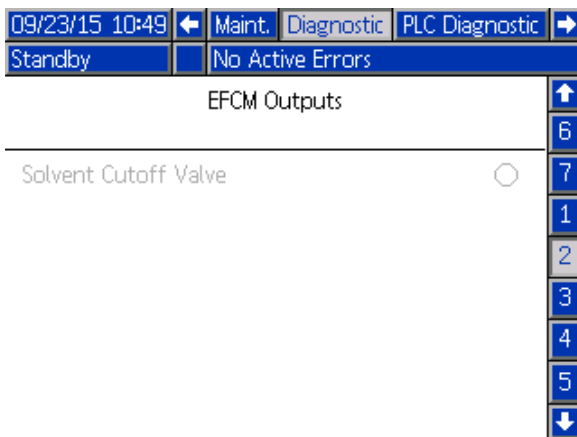 09/23/15 10:49 Maint. Diagnostic PLC Diagnostic
Standby No Active Errors
EFCM Outputs
6
Solvent Cutoff Valve
7
1
2
3
4
5